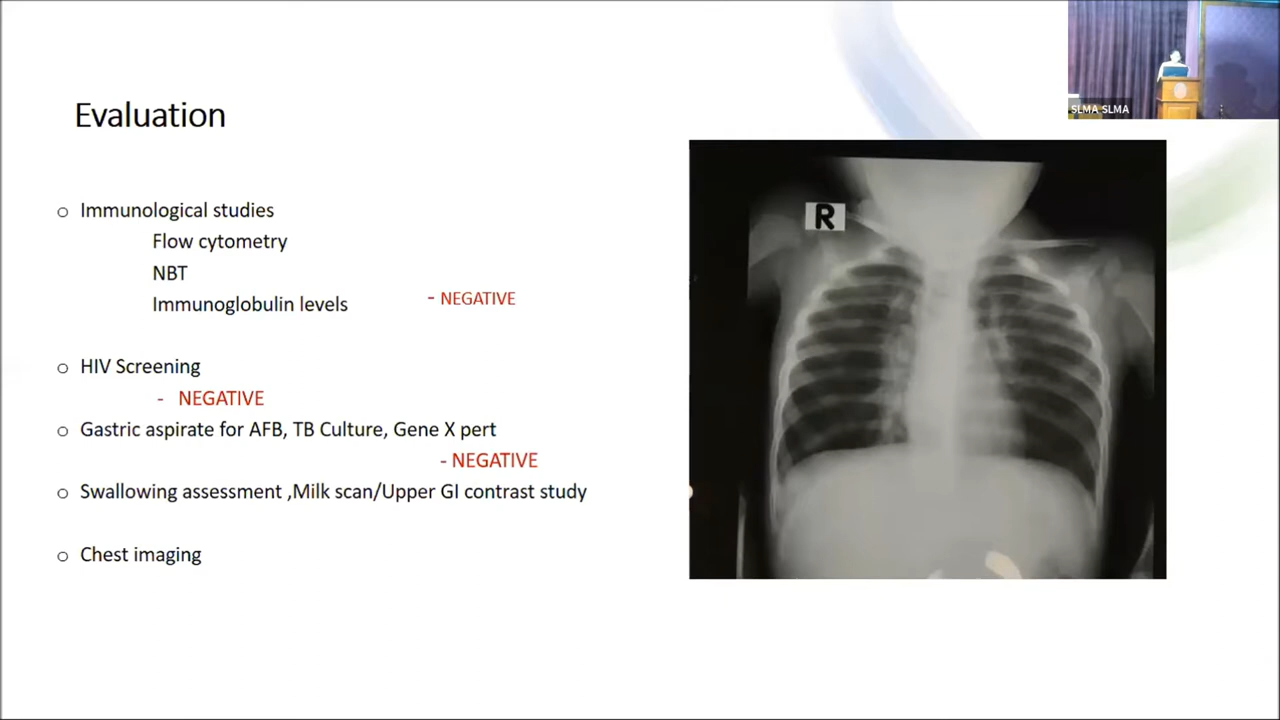 SLMA SLMA
Evaluation
o Immunological studies
Flow cytometry
NBT
Immunoglobulin levels - NEGATIVE
o HIV Screening
- NEGATIVE
o Gastric aspirate for AFB, TB Culture, Gene X pert
- NEGATIVE
o Swallowing assessment ,Milk scan/Upper GI contrast study
o Chest imaging
R